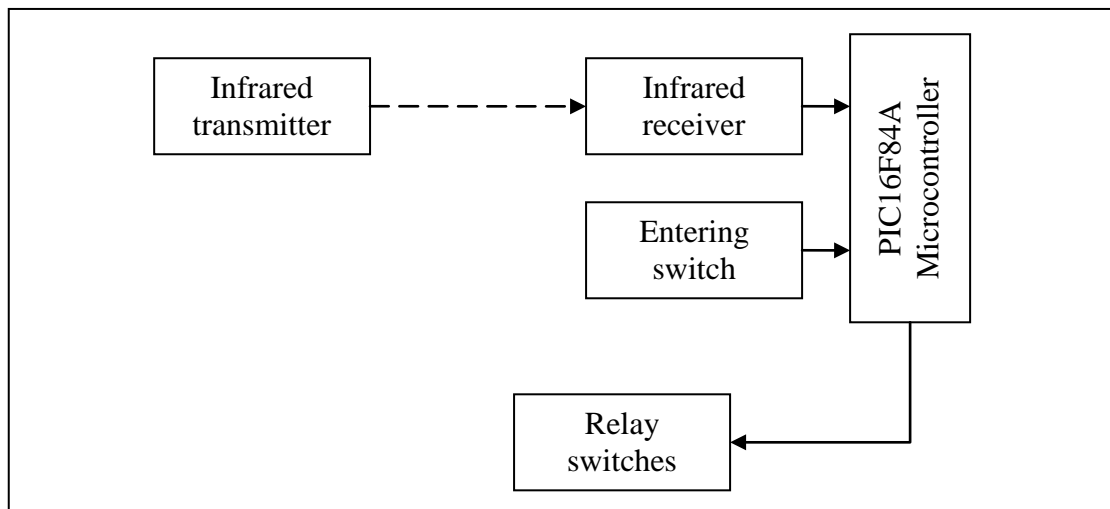 Infrared
transmitter
Infrared
receiver
PIC16F84A
Microcontroller
Entering
switch
Relay
switches